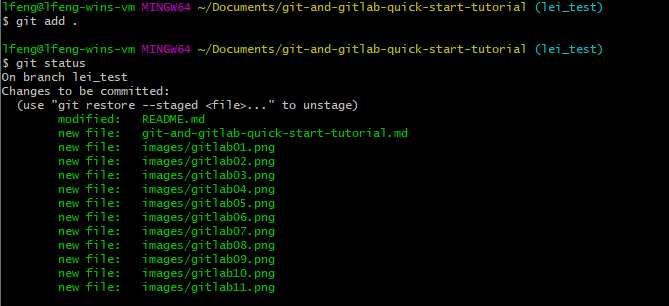 lfeng@lfeng-wins-vm MINGW64 ~/Documents/git-and-gitlab-quick-start-tutorial (lei_test)
$ git add .

lfeng@lfeng-wins-vm MINGW64 ~/Documents/git-and-gitlab-quick-start-tutorial (lei_test)
$ git status
On branch lei_test
Changes to be committed:
  (use "git restore --staged <file>..." to unstage)
        modified:   README.md
        new file:   git-and-gitlab-quick-start-tutorial.md
        new file:   images/gitlab01.png
        new file:   images/gitlab02.png
        new file:   images/gitlab03.png
        new file:   images/gitlab04.png
        new file:   images/gitlab05.png
        new file:   images/gitlab06.png
        new file:   images/gitlab07.png
        new file:   images/gitlab08.png
        new file:   images/gitlab09.png
        new file:   images/gitlab10.png
        new file:   images/gitlab11.png